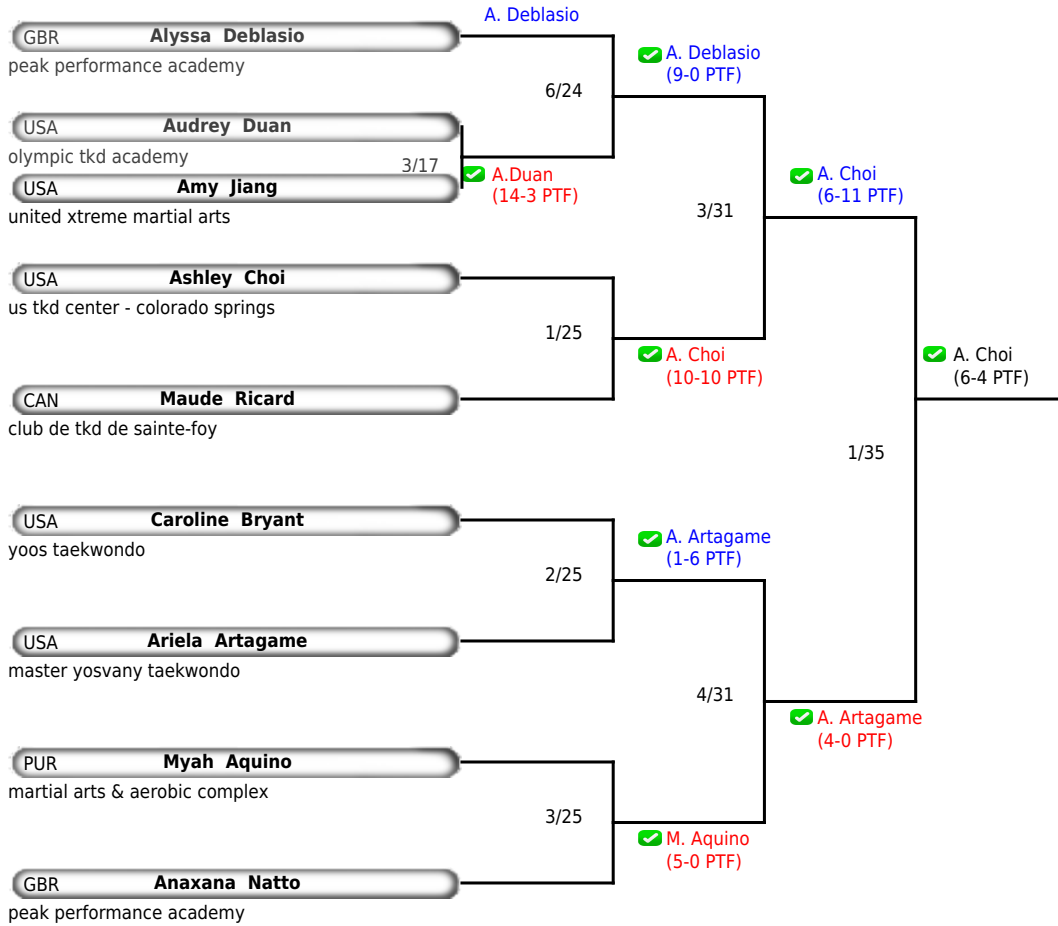 A. Deblasio
GBR Alyssa Deblasio
peak performance academy
A. Deblasio
(9-0 PTF)
6/24
USA Audrey Duan
olympic tkd academy
3/17
A.Duan
(14-3 PTF)
USA Amy Jiang
united xtreme martial arts
A. Choi
(6-11 PTF)
3/31
USA Ashley Choi
us tkd center - colorado springs
1/25
A. Choi
(10-10 PTF)
A. Choi
(6-4 PTF)
CAN Maude Ricard
club de tkd de sainte-foy
1/35
USA Caroline Bryant
yoos taekwondo
A. Artagame
(1-6 PTF)
2/25
USA Ariela Artagame
master yosvany taekwondo
4/31
A. Artagame
(4-0 PTF)
PUR Myah Aquino
martial arts & aerobic complex
3/25
M. Aquino
(5-0 PTF)
GBR Anaxana Natto
peak performance academy